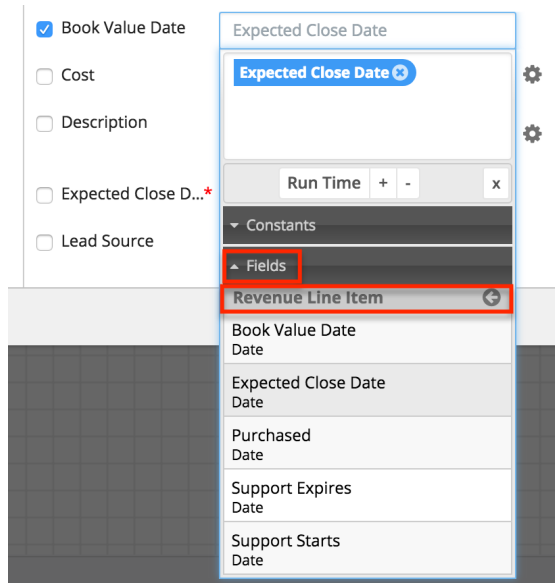 Book Value Date
Expected Close Date
Expected Close Date
Cost
Description
Run Time + - x
Expected Close D...*
Constants
Lead Source
Fields
Revenue Line Item
Book Value Date
Date
Expected Close Date
Date
Purchased
Date
Support Expires
Date
Support Starts
Date